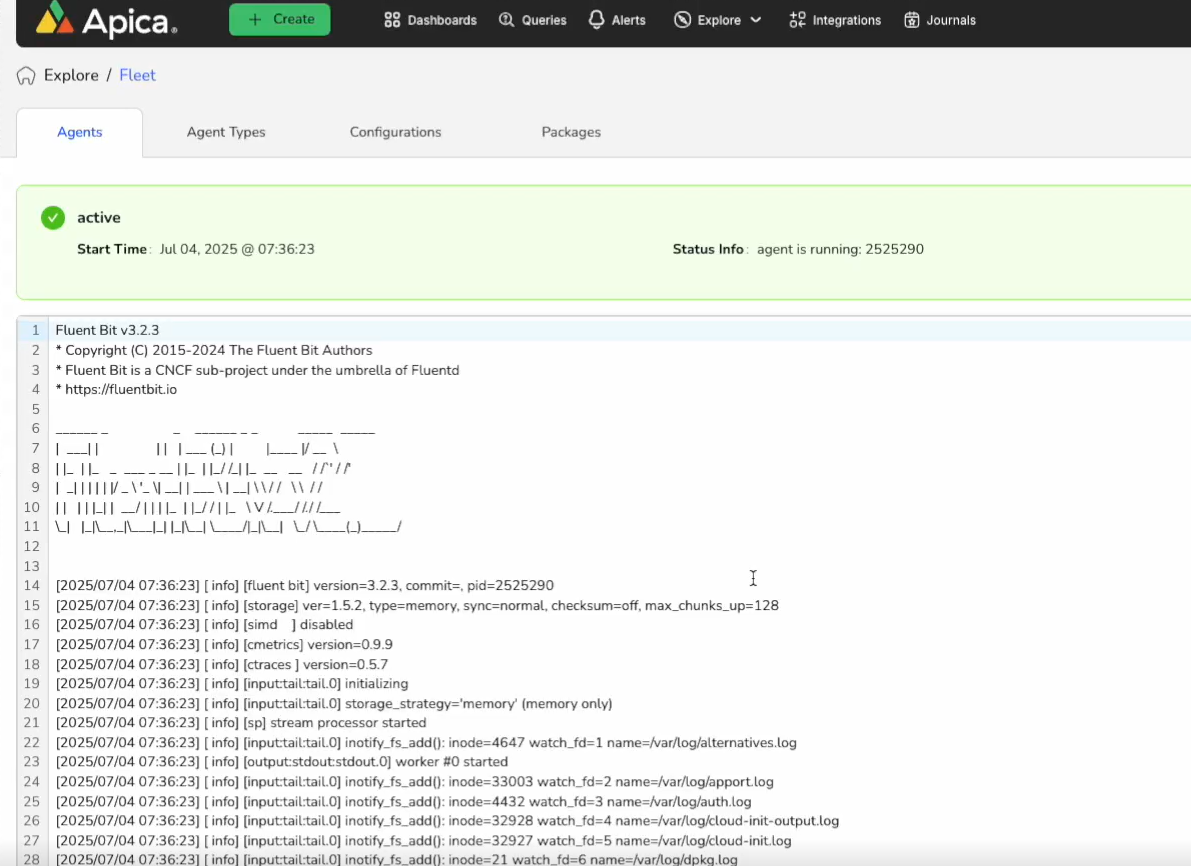 Apica®
+ Create
Dashboards
Queries
Alerts
Explore
Integrations
Journals
Explore / Fleet
Agents
Agent Types
Configurations
Packages
active
Start Time: Jul 04, 2025 @ 07:36:23
Status Info: agent is running: 2525290
1 Fluent Bit v3.2.3
2 * Copyright (C) 2015-2024 The Fluent Bit Authors
3 * Fluent Bit is a CNCF sub-project under the umbrella of Fluentd
4 * https://fluentbit.io
5
6
7
8
9
10
11
12
13
14 [2025/07/04 07:36:23] [ info] [fluent bit] version=3.2.3, commit=, pid=2525290
15 [2025/07/04 07:36:23] [ info] [storage] ver=1.5.2, type=memory, sync=normal, checksum=off, max_chunks_up=128
16 [2025/07/04 07:36:23] [ info] [simd    ] disabled
17 [2025/07/04 07:36:23] [ info] [cmetrics] version=0.9.9
18 [2025/07/04 07:36:23] [ info] [ctraces ] version=0.5.7
19 [2025/07/04 07:36:23] [ info] [input:tail:tail.0] initializing
20 [2025/07/04 07:36:23] [ info] [input:tail:tail.0] storage_strategy='memory' (memory only)
21 [2025/07/04 07:36:23] [ info] [sp] stream processor started
22 [2025/07/04 07:36:23] [ info] [input:tail:tail.0] inotify_fs_add(): inode=4647 watch_fd=1 name=/var/log/alternatives.log
23 [2025/07/04 07:36:23] [ info] [output:stdout:stdout.0] worker #0 started
24 [2025/07/04 07:36:23] [ info] [input:tail:tail.0] inotify_fs_add(): inode=33003 watch_fd=2 name=/var/log/apport.log
25 [2025/07/04 07:36:23] [ info] [input:tail:tail.0] inotify_fs_add(): inode=4432 watch_fd=3 name=/var/log/auth.log
26 [2025/07/04 07:36:23] [ info] [input:tail:tail.0] inotify_fs_add(): inode=32928 watch_fd=4 name=/var/log/cloud-init-output.log
27 [2025/07/04 07:36:23] [ info] [input:tail:tail.0] inotify_fs_add(): inode=32927 watch_fd=5 name=/var/log/cloud-init.log
28 [2025/07/04 07:36:23] [ info] [input:tail:tail.0] inotify_fs_add(): inode=21 watch_fd=6 name=/var/log/dpkg.log